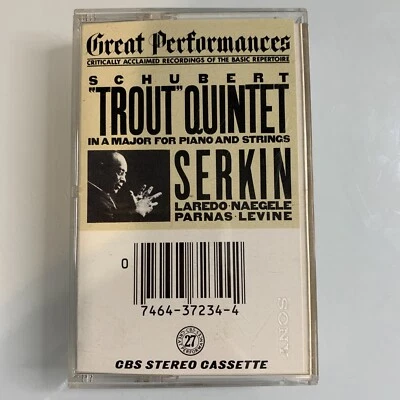 Great Performances
CRITICALLY ACCLAIMED RECORDINGS OF THE BASIC REPERTOIRE
SCHUBERT
"TROUT" QUINTET
IN A MAJOR FOR PIANO AND STRINGS
SERKIN
LAREDO·NAEGELE
PARNAS·LEVINE
0
7464-37234-4
SONY
27
CBS STEREO CASSETTE